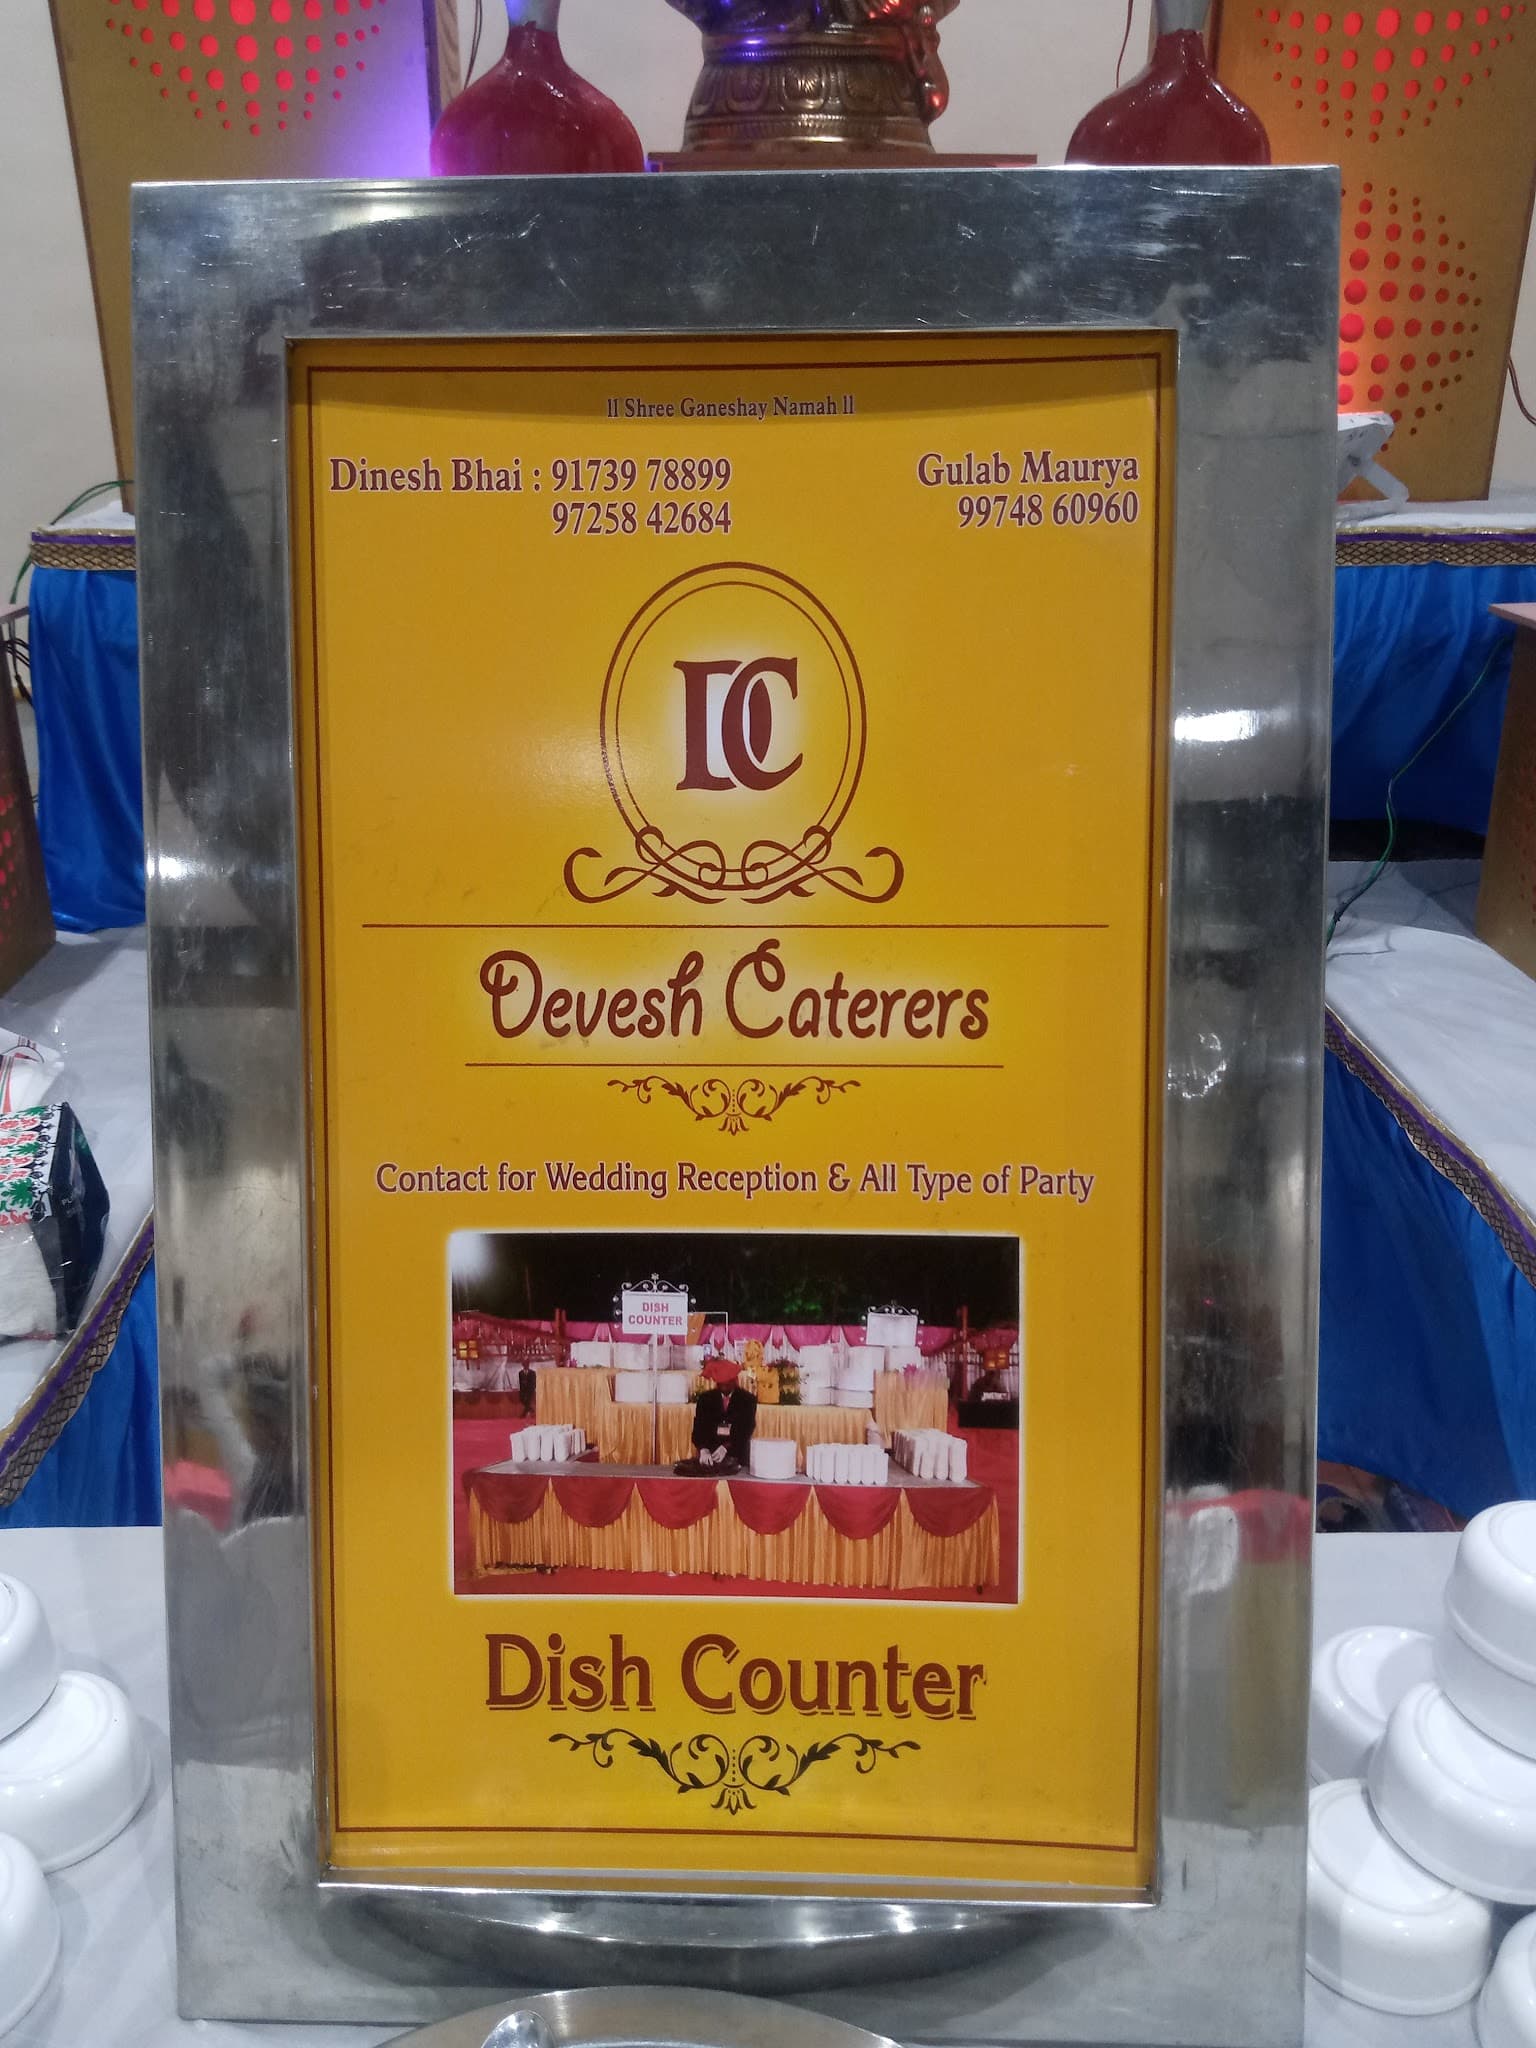 ll Shree Ganeshay Namah ll
Dinesh Bhai : 91739 78899
97258 42684
Gulab Maurya
99748 60960
DC
Devesh Caterers
Contact for Wedding Reception & All Type of Party
DISH
COUNTER
Dish Counter